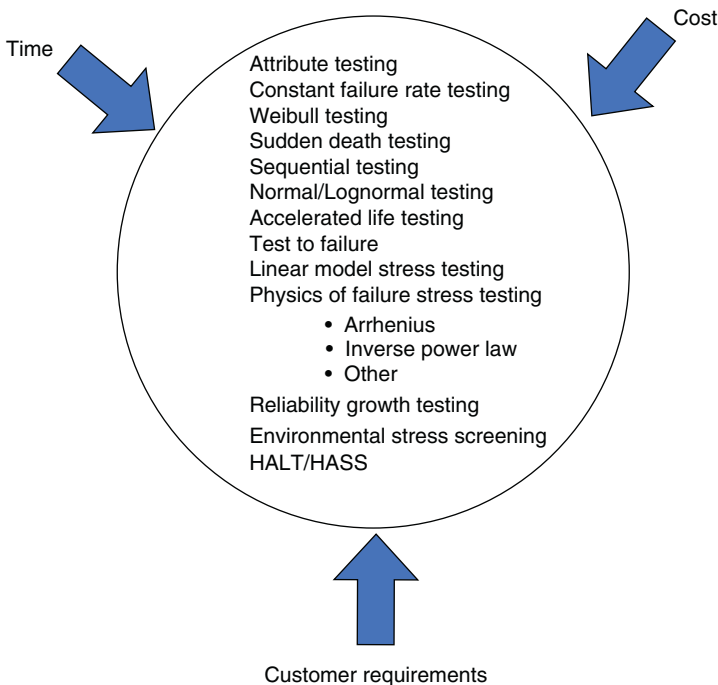 Time
Cost
Attribute testing
Constant failure rate testing
Weibull testing
Sudden death testing
Sequential testing
Normal/Lognormal testing
Accelerated life testing
Test to failure
Linear model stress testing
Physics of failure stress testing
• Arrhenius
• Inverse power law
• Other
Reliability growth testing
Environmental stress screening
HALT/HASS
Customer requirements